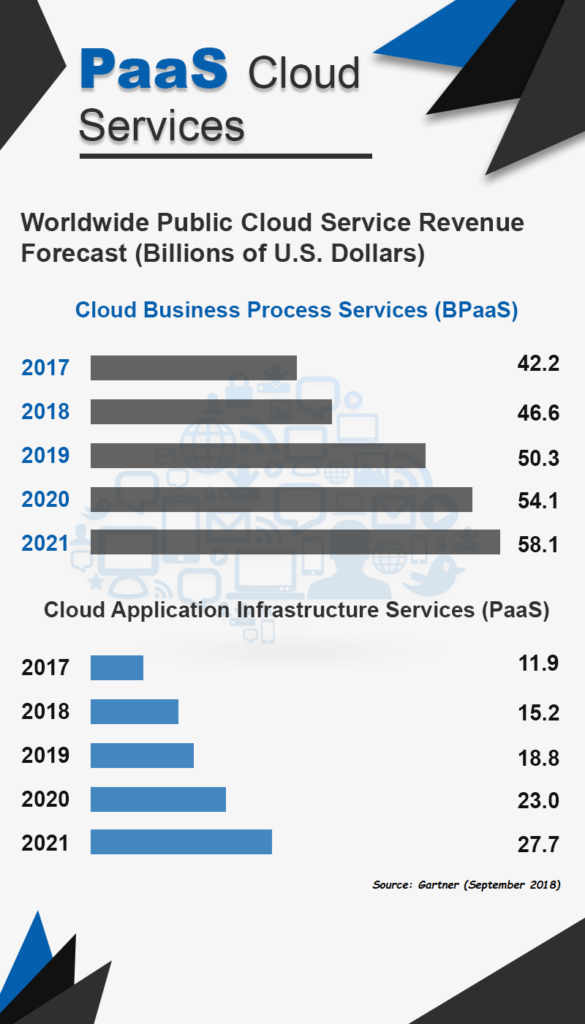 PaaS Cloud
Services
Worldwide Public Cloud Service Revenue
Forecast (Billions of U.S. Dollars)
Cloud Business Process Services (BPaaS)
2017 42.2
2018 46.6
2019 50.3
2020 54.1
2021 58.1
Cloud Application Infrastructure Services (PaaS)
2017 11.9
2018 15.2
2019 18.8
2020 23.0
2021 27.7
Source: Gartner (September 2018)